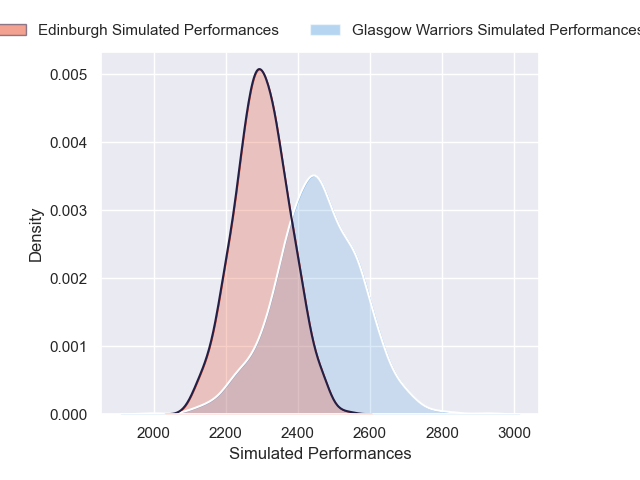 Edinburgh Simulated Performances
Glasgow Warriors Simulated Performances
0.005
0.004
0.003
0.002
0.001
0.000
Density
2000 2200 2400 2600 2800 3000
Simulated Performances